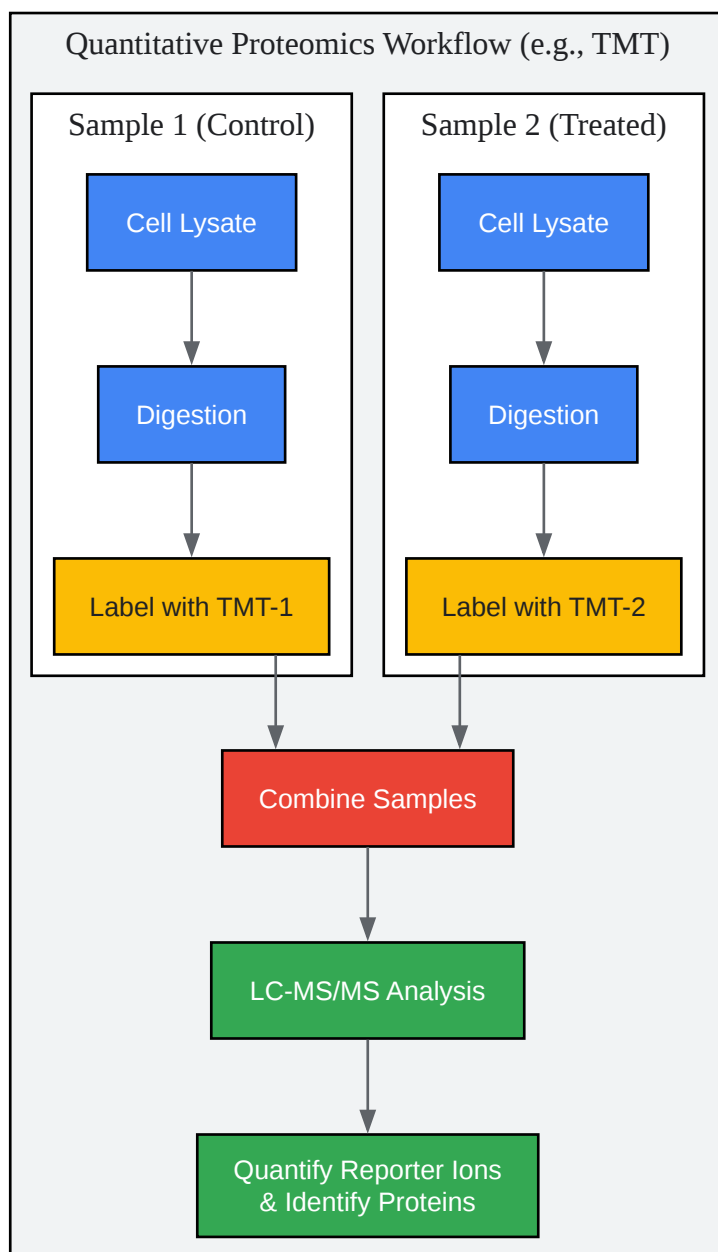 Quantitative Proteomics Workflow (e.g., TMT)
Sample 1 (Control)
Cell Lysate
Digestion
Label with TMT-1
Sample 2 (Treated)
Cell Lysate
Digestion
Label with TMT-2
Combine Samples
LC-MS/MS Analysis
Quantify Reporter Ions
& Identify Proteins